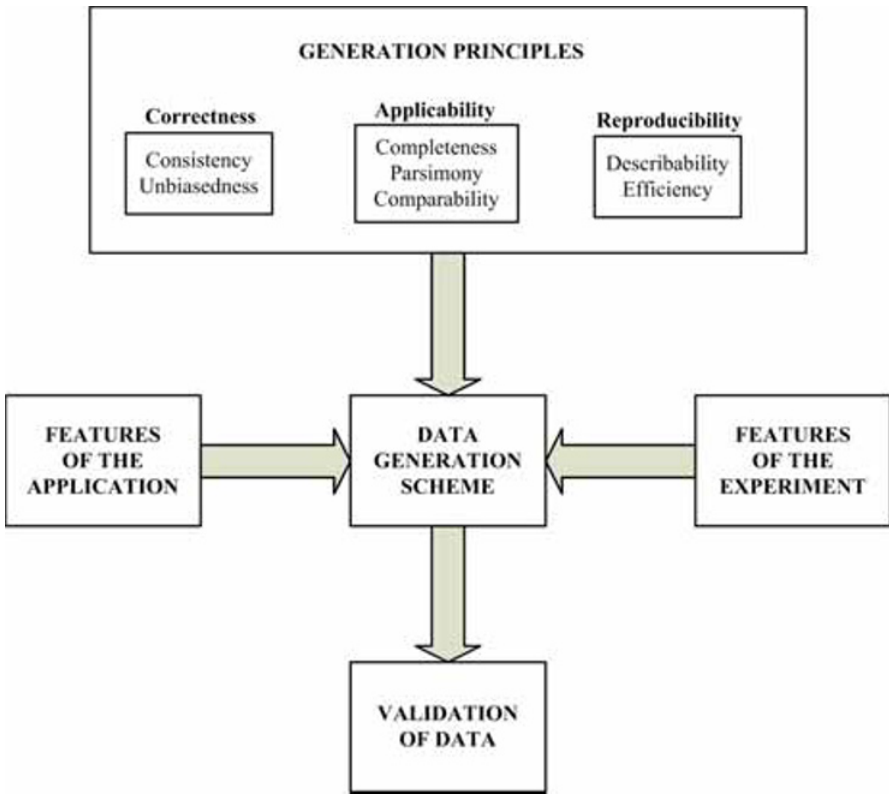 GENERATION PRINCIPLES
Correctness
Consistency
Unbiasedness
Applicability
Completeness
Parsimony
Comparability
Reproducibility
Describability
Efficiency
FEATURES
OF THE
APPLICATION
DATA
GENERATION
SCHEME
FEATURES
OF THE
EXPERIMENT
VALIDATION
OF DATA